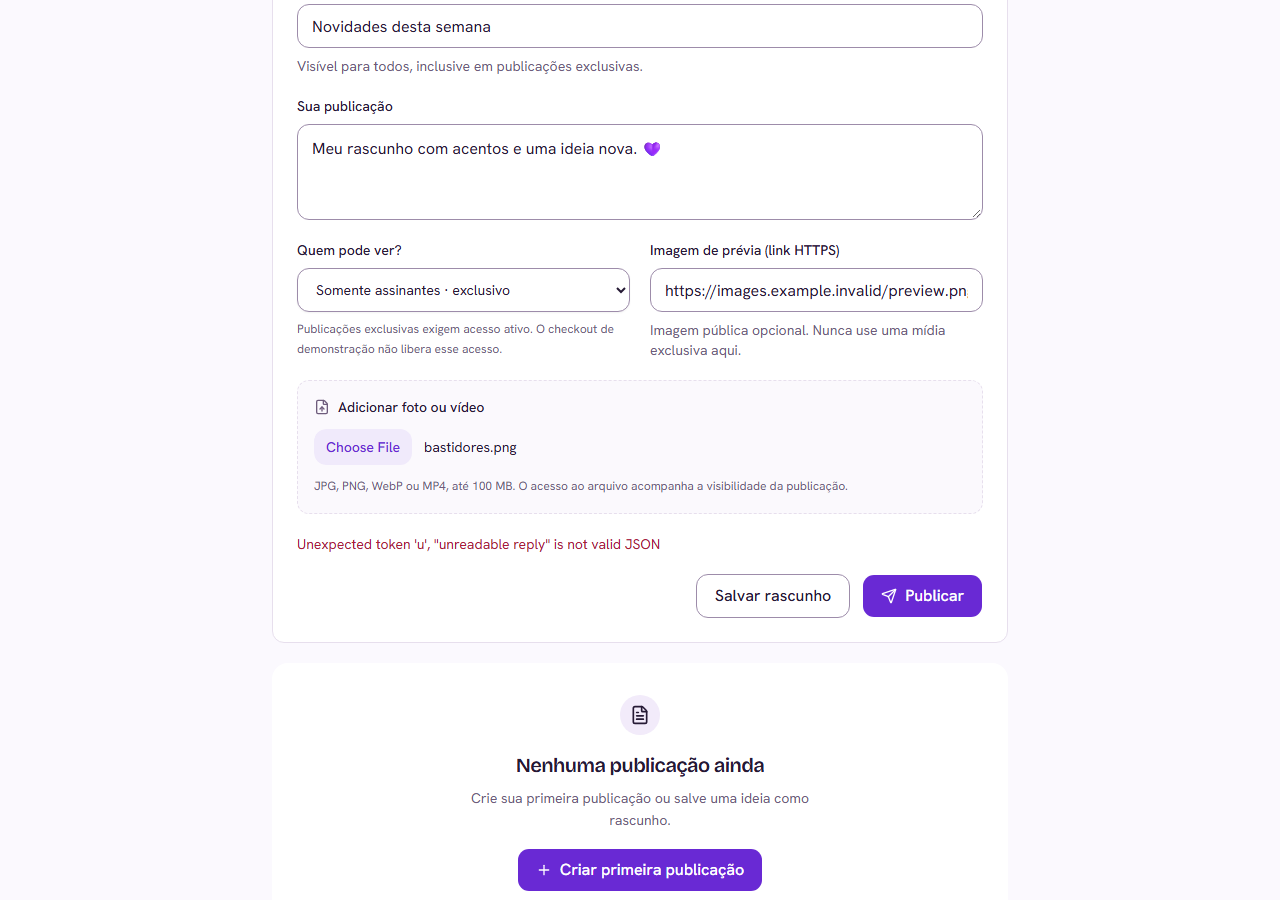 Novidades desta semana
Visível para todos, inclusive em publicações exclusivas.
Sua publicação
Meu rascunho com acentos e uma ideia nova. 💜
Quem pode ver?
Somente assinantes · exclusivo
Publicações exclusivas exigem acesso ativo. O checkout de
demonstração não libera esse acesso.
Imagem de prévia (link HTTPS)
https://images.example.invalid/preview.pn
Imagem pública opcional. Nunca use uma mídia
exclusiva aqui.
Adicionar foto ou vídeo
Choose File bastidores.png
JPG, PNG, WebP ou MP4, até 100 MB. O acesso ao arquivo acompanha a visibilidade da publicação.
Unexpected token 'u', "unreadable reply" is not valid JSON
Salvar rascunho
Publicar
Nenhuma publicação ainda
Crie sua primeira publicação ou salve uma ideia como
rascunho.
Criar primeira publicação